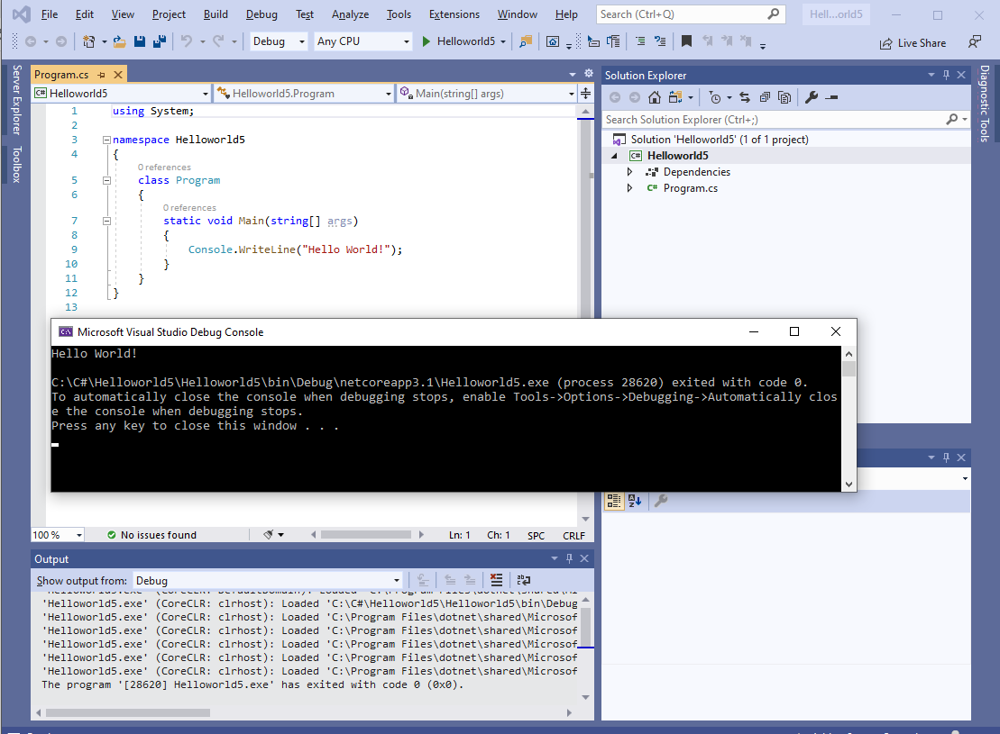 File Edit View Project Build Debug Test Analyze Tools Extensions Window Help Search (Ctrl+Q) Hell...orld5
Debug Any CPU Helloworld5 Live Share
Server Explorer
Toolbox
Program.cs
Helloworld5 Helloworld5.Program Main(string[] args)
1 using System;
2
3 namespace Helloworld5
4 {
0 references
5 class Program
6 {
0 references
7 static void Main(string[] args)
8 {
9 Console.WriteLine("Hello World!");
10 }
11 }
12 }
13
Solution Explorer
Search Solution Explorer (Ctrl+;)
Solution 'Helloworld5' (1 of 1 project)
C# Helloworld5
Dependencies
C# Program.cs
Diagnostic Tools
Microsoft Visual Studio Debug Console
Hello World!
C:\C#\Helloworld5\Helloworld5\bin\Debug\netcoreapp3.1\Helloworld5.exe (process 28620) exited with code 0.
To automatically close the console when debugging stops, enable Tools->Options->Debugging->Automatically clos
e the console when debugging stops.
Press any key to close this window . . .
100 % No issues found Ln: 1 Ch: 1 SPC CRLF
Output
Show output from: Debug
'Helloworld5.exe' (CoreCLR: clrhost): Loaded 'C:\C#\Helloworld5\Helloworld5\bin\Debug
'Helloworld5.exe' (CoreCLR: clrhost): Loaded 'C:\Program Files\dotnet\shared\Microsof
'Helloworld5.exe' (CoreCLR: clrhost): Loaded 'C:\Program Files\dotnet\shared\Microsof
'Helloworld5.exe' (CoreCLR: clrhost): Loaded 'C:\Program Files\dotnet\shared\Microsof
'Helloworld5.exe' (CoreCLR: clrhost): Loaded 'C:\Program Files\dotnet\shared\Microsof
'Helloworld5.exe' (CoreCLR: clrhost): Loaded 'C:\Program Files\dotnet\shared\Microsof
The program '[28620] Helloworld5.exe' has exited with code 0 (0x0).